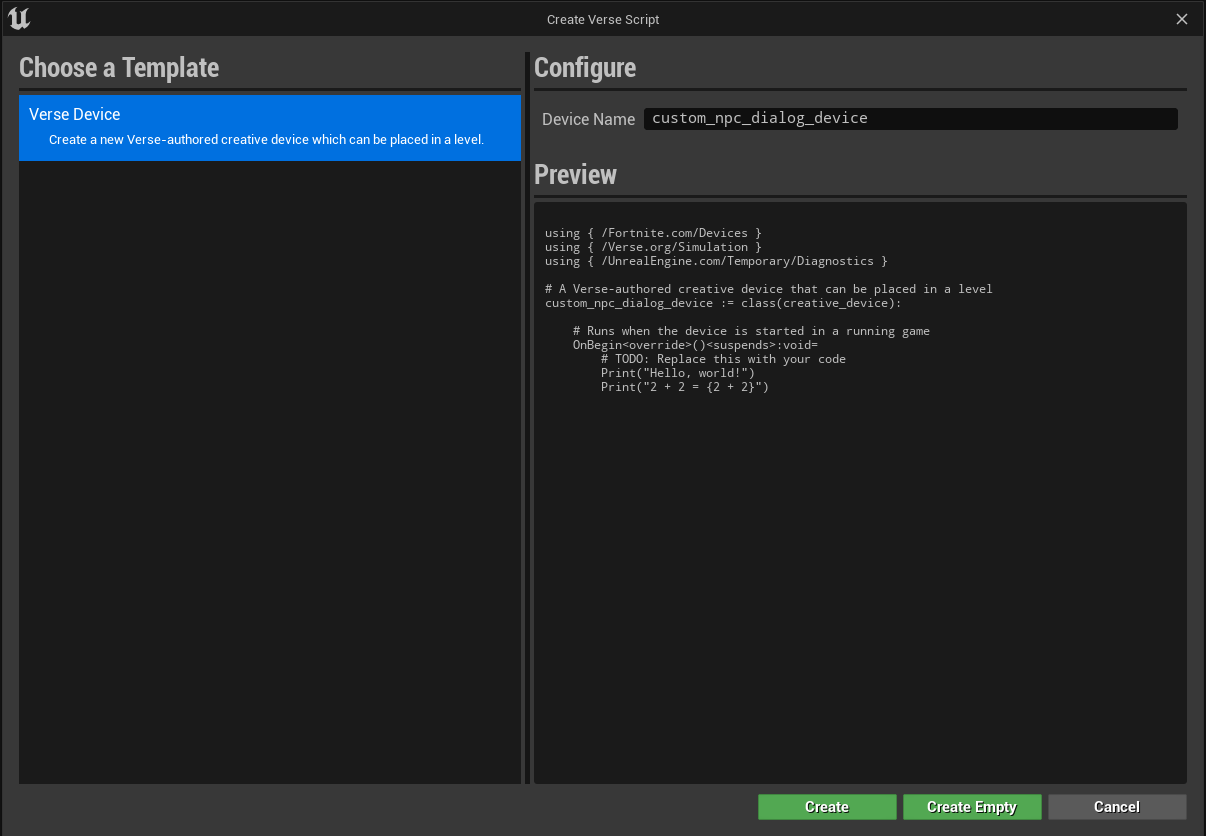 Create Verse Script
Choose a Template
Verse Device
Create a new Verse-authored creative device which can be placed in a level.
Configure
Device Name custom_npc_dialog_device
Preview
using { /Fortnite.com/Devices }
using { /Verse.org/Simulation }
using { /UnrealEngine.com/Temporary/Diagnostics }
# A Verse-authored creative device that can be placed in a level
custom_npc_dialog_device := class(creative_device):
    # Runs when the device is started in a running game
    OnBegin<override>()<suspends>:void=
        # TODO: Replace this with your code
        Print("Hello, world!")
        Print("2 + 2 = {2 + 2}")
Create Create Empty Cancel